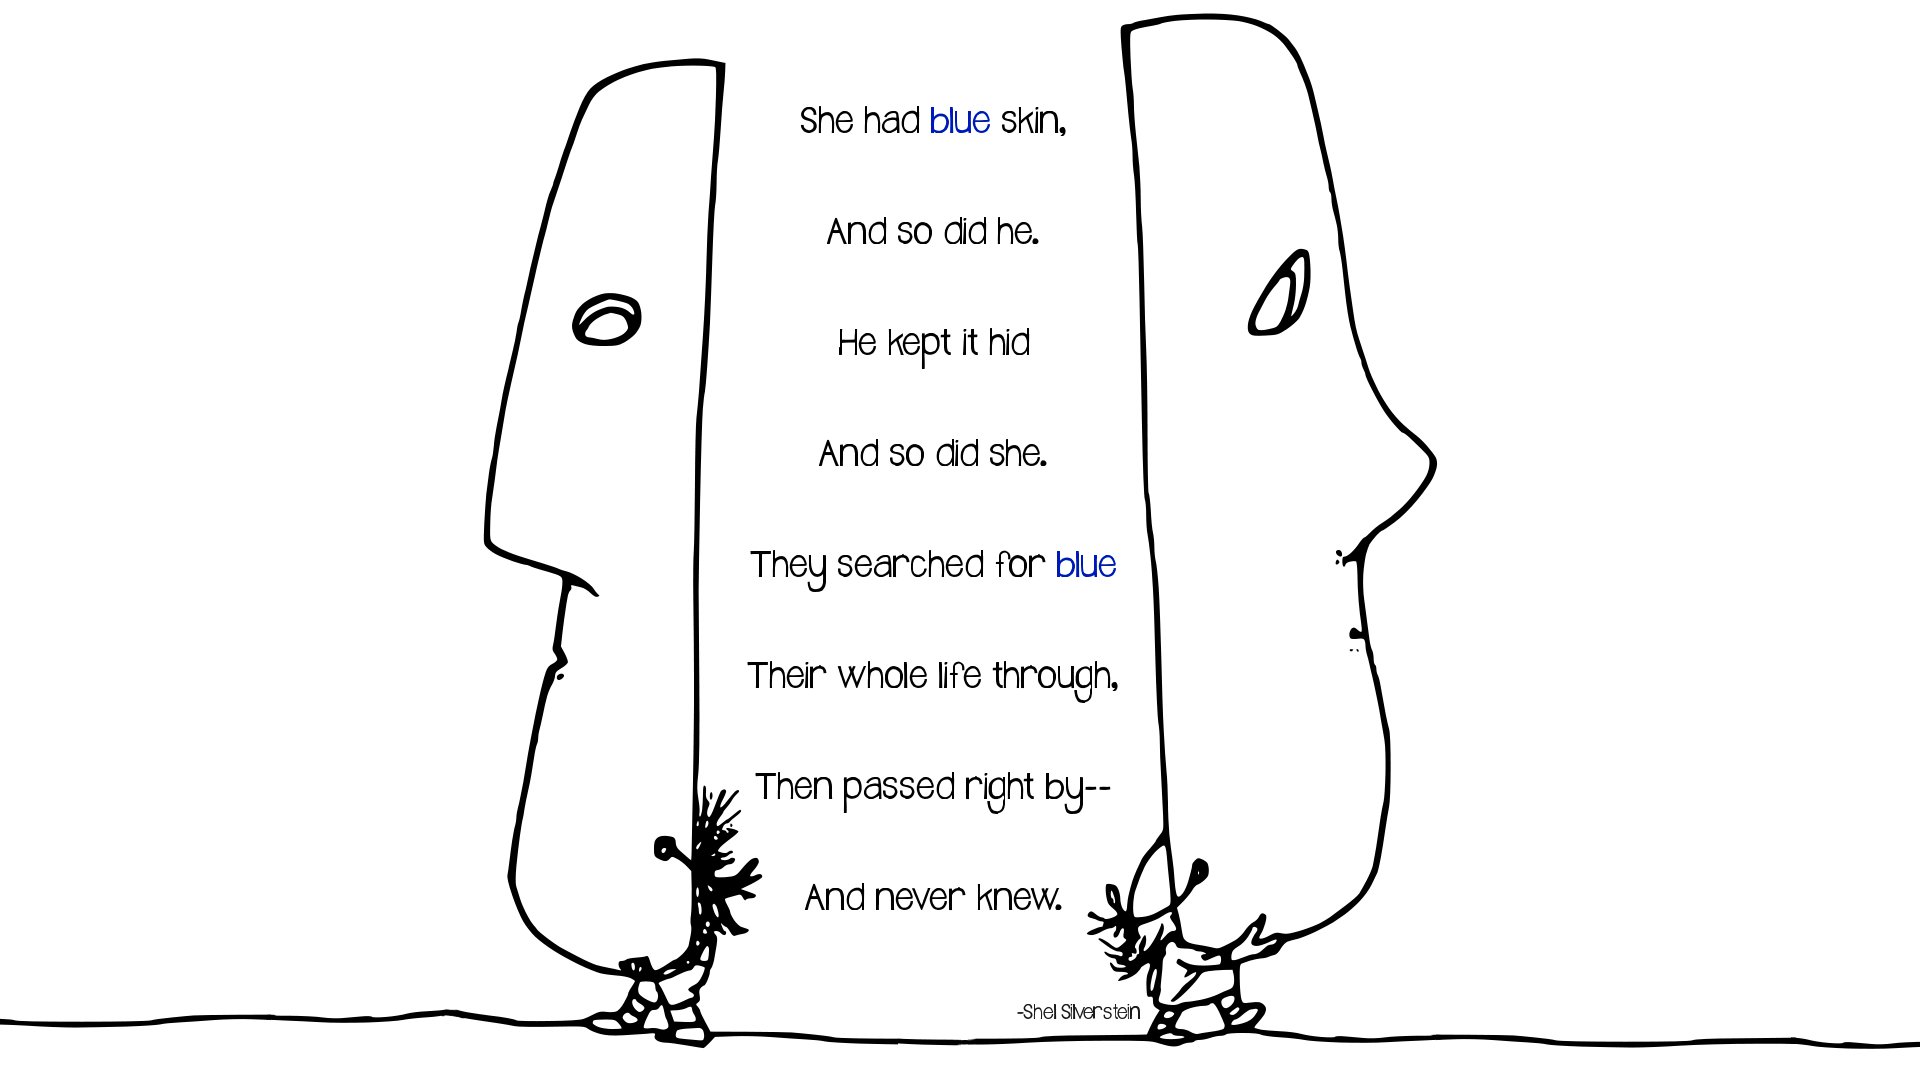 She had blue skin,
And so did he.
He kept it hid
And so did she.
They searched for blue
Their whole life through,
Then passed right by--
And never knew.
-Shel Silverstein